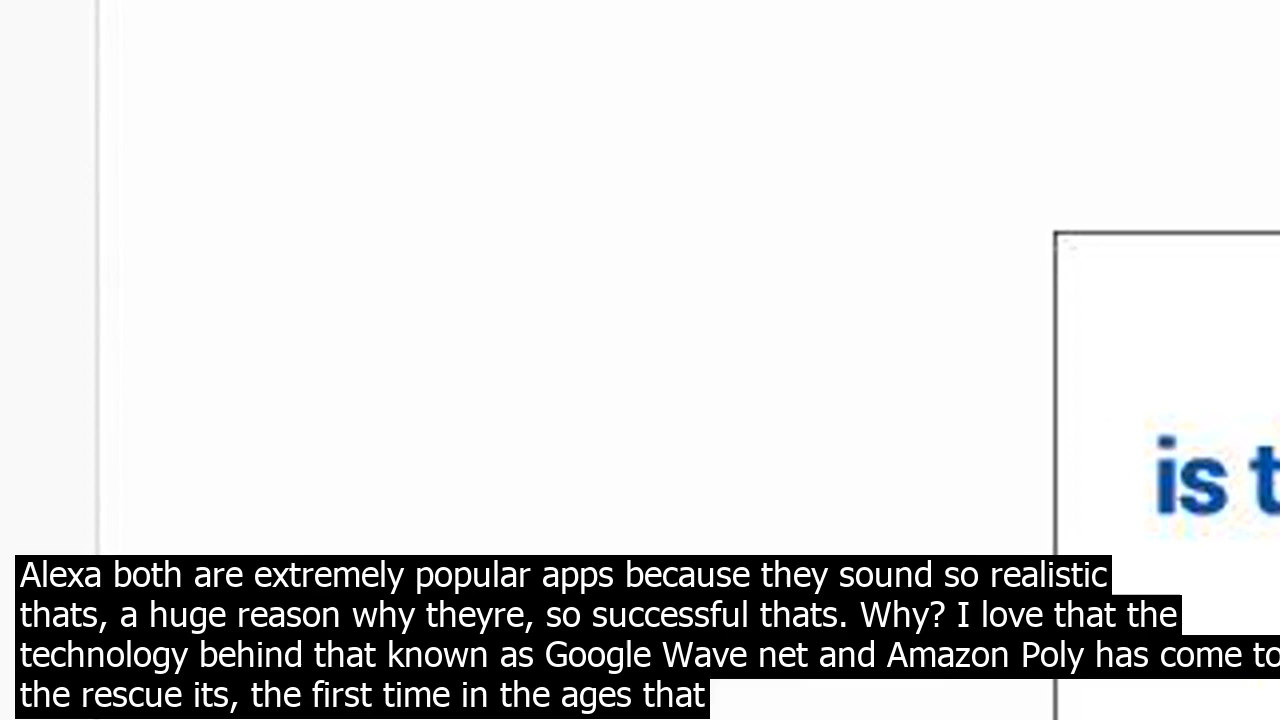 is t
Alexa both are extremely popular apps because they sound so realistic
thats, a huge reason why theyre, so successful thats. Why? I love that the
technology behind that known as Google Wave net and Amazon Poly has come to
the rescue its, the first time in the ages that